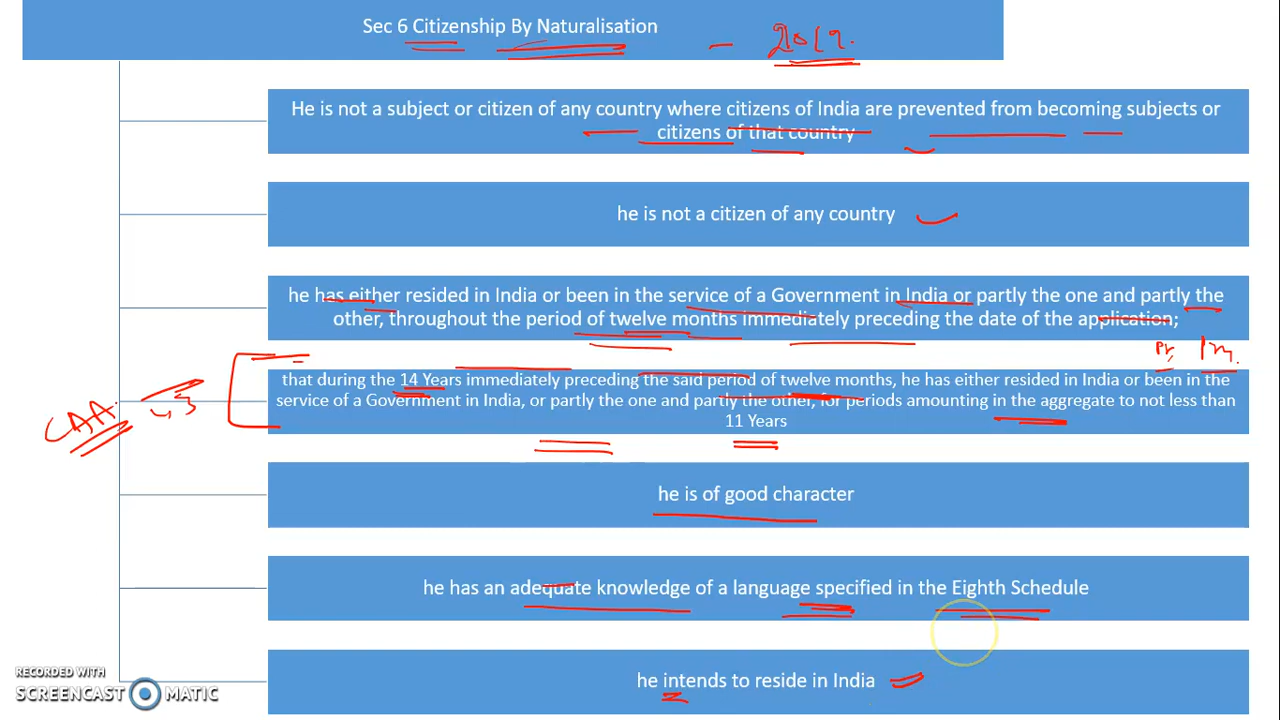 Sec 6 Citizenship By Naturalisation - 2019.
He is not a subject or citizen of any country where citizens of India are prevented from becoming subjects or
citizens of that country
he is not a citizen of any country
he has either resided in India or been in the service of a Government in India or partly the one and partly the
other, throughout the period of twelve months immediately preceding the date of the application;
that during the 14 Years immediately preceding the said period of twelve months, he has either resided in India or been in the
service of a Government in India, or partly the one and partly the other, for periods amounting in the aggregate to not less than
11 Years
CAA
he is of good character
he has an adequate knowledge of a language specified in the Eighth Schedule
he intends to reside in India
RECORDED WITH
SCREENCAST MATIC